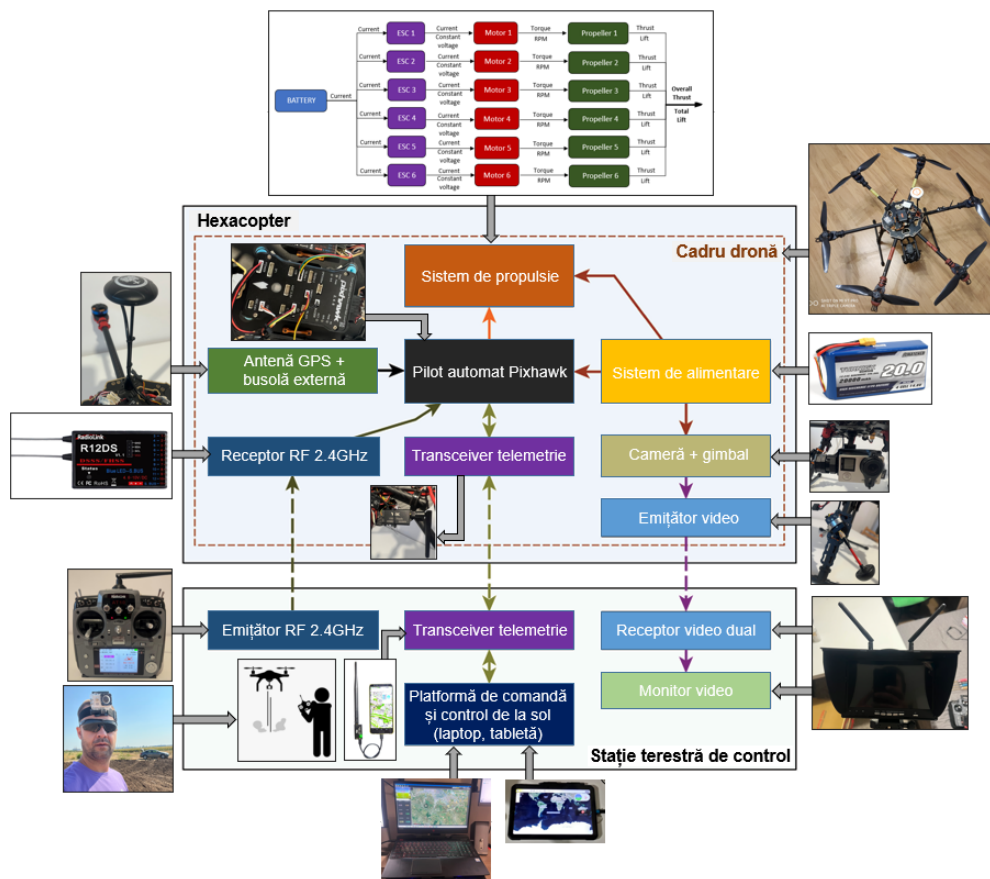 Current
ESC 1
Current
Constant
voltage
Motor 1
Torque
RPM
Propeller 1
Thrust
Lift
Current
ESC 2
Current
Constant
voltage
Motor 2
Torque
RPM
Propeller 2
Thrust
Lift
Current
ESC 3
Current
Constant
voltage
Motor 3
Torque
RPM
Propeller 3
Thrust
Lift
BATTERY
Current
Overall
Thrust
Total
Lift
Current
ESC 4
Current
Constant
voltage
Motor 4
Torque
RPM
Propeller 4
Thrust
Lift
Current
ESC 5
Current
Constant
voltage
Motor 5
Torque
RPM
Propeller 5
Thrust
Lift
Current
ESC 6
Current
Constant
voltage
Motor 6
Torque
RPM
Propeller 6
Thrust
Lift
Hexacopter
Cadru dronă
Sistem de propulsie
pixhawk
Antenă GPS +
busolă externă
Pilot automat Pixhawk
Sistem de alimentare
20.0
RadioLink
R12DS
Status
Receptor RF 2.4GHz
Transceiver telemetrie
Cameră + gimbal
Emițător video
Emițător RF 2.4GHz
Transceiver telemetrie
Receptor video dual
Platformă de comandă
și control de la sol
(laptop, tabletă)
Monitor video
Stație terestră de control